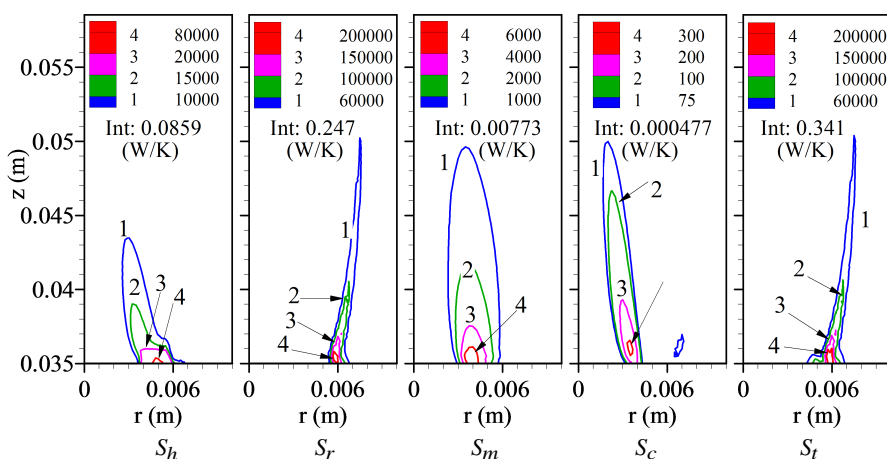 4 80000
3 20000
2 15000
1 10000
Int: 0.0859
(W/K)
4 200000
3 150000
2 100000
1 60000
Int: 0.247
(W/K)
4 6000
3 4000
2 2000
1 1000
Int: 0.00773
(W/K)
4 300
3 200
2 100
1 75
Int: 0.000477
(W/K)
4 200000
3 150000
2 100000
1 60000
Int: 0.341
(W/K)
z (m)
0.055
0.05
0.045
0.04
0.035
1
2
3
4
1
2
3
4
1
2
3
4
1
2
3
1
2
3
4
0 0.006
0 0.006
0 0.006
0 0.006
0 0.006
r (m)
r (m)
r (m)
r (m)
r (m)
Sh
Sr
Sm
Sc
St